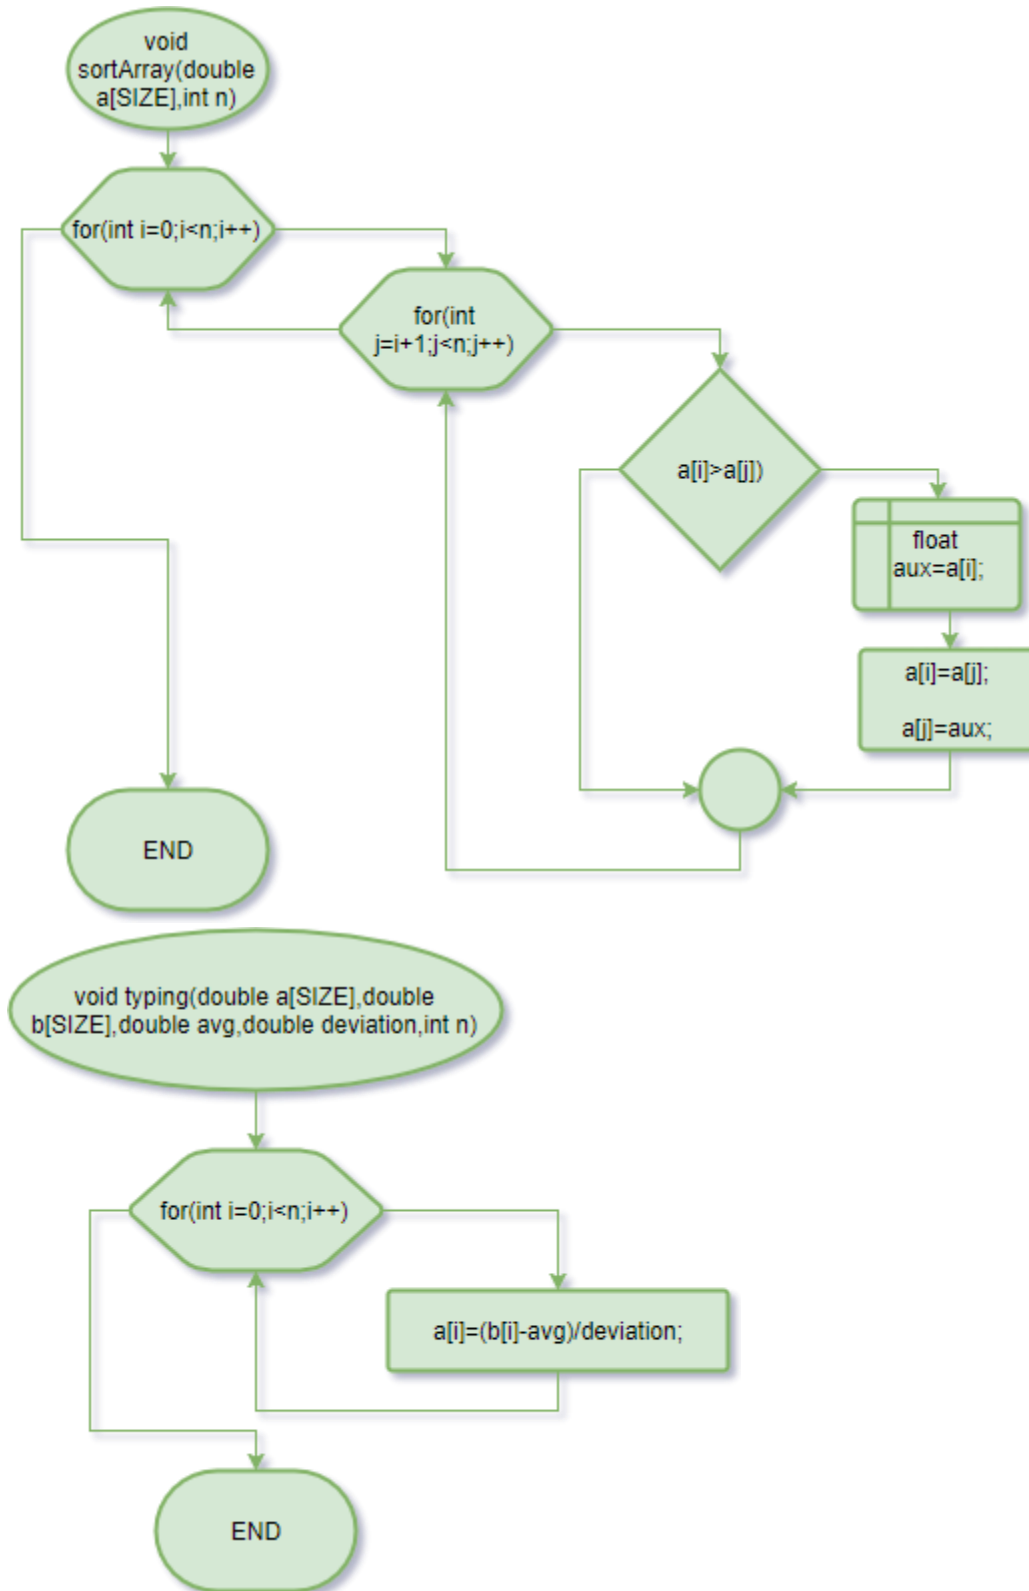 void
sortArray(double
a[SIZE],int n)
for(int i=0;i<n;i++)
for(int
j=i+1;j<n;j++)
a[i]>a[j])
float
aux=a[i];
a[i]=a[j];
a[j]=aux;
END
void typing(double a[SIZE],double
b[SIZE],double avg,double deviation,int n)
for(int i=0;i<n;i++)
a[i]=(b[i]-avg)/deviation;
END